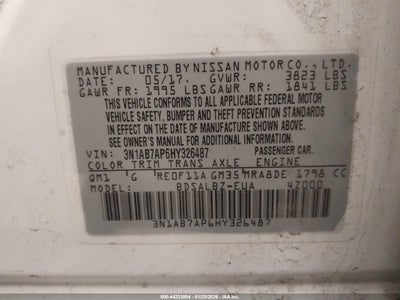 MANUFACTURED BY NISSAN MOTOR CO., LTD.
DATE: 05/17. GVWR: 3823 LBS
GAWR FR: 1995 LBS GAWR RR: 1841 LBS
THIS VEHICLE CONFORMS TO ALL APPLICABLE FEDERAL MOTOR
VEHICLE SAFETY, BUMPER AND THEFT PREVENTION STANDARDS
IN EFFECT ON THE DATE OF MANUFACTURE SHOWN ABOVE.
SEE OWNER'S MANUAL FOR ADDITIONAL INFORMATION.
VIN: 3N1AB7AP6HY326487 PASSENGER CAR.
COLOR TRIM TRANS AXLE ENGINE
QM1 G RE0F11A GM35 MRA8DE 1798 CC
MODEL: BDSALBZ-EUA 4Z000
3N1AB7AP6HY326487